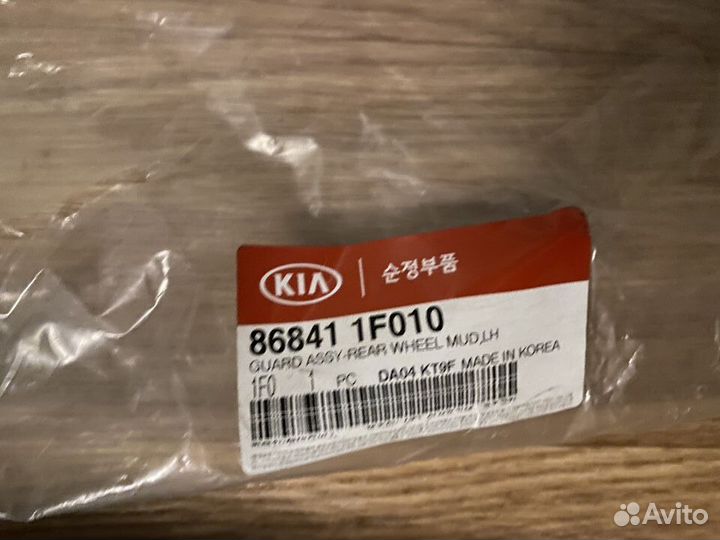 KIA
순정부품
86841 1F010
GUARD ASSY-REAR WHEEL MUD,LH
1F0 1 PC DA04 KT9F MADE IN KOREA
Avito